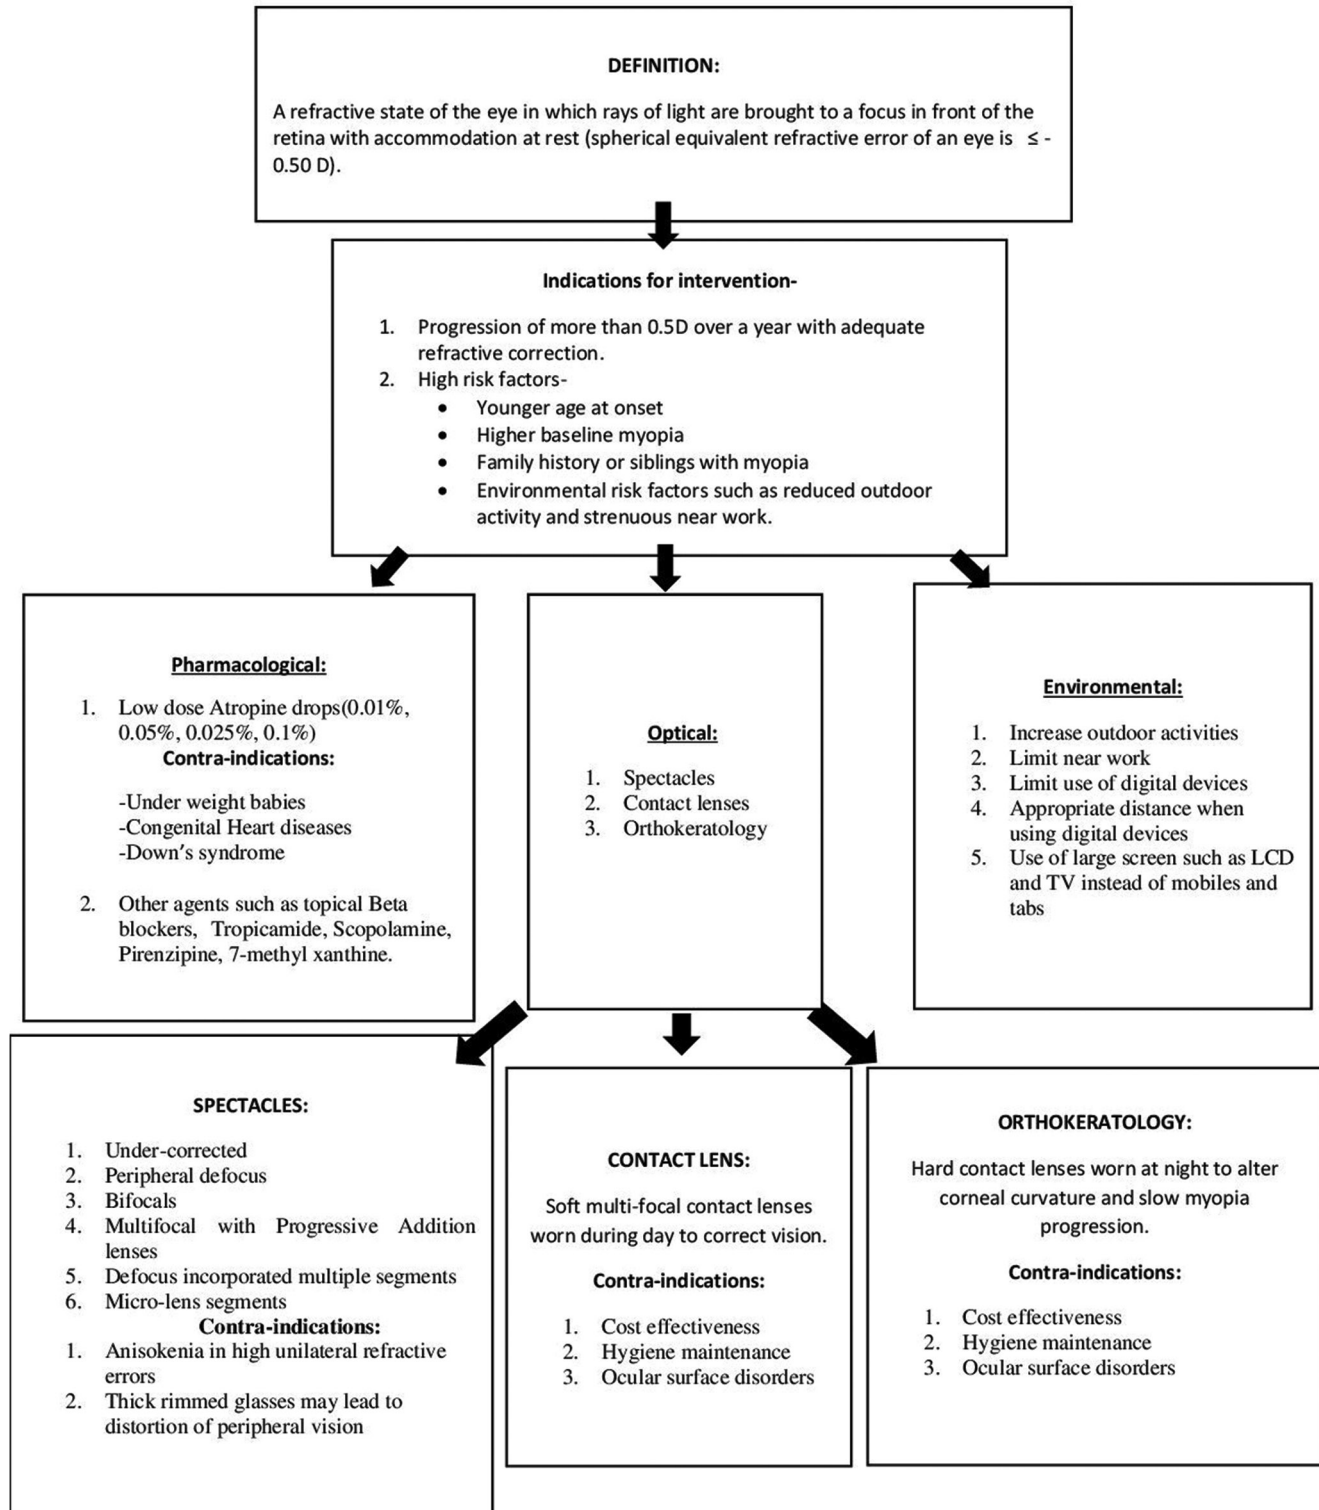 DEFINITION:
A refractive state of the eye in which rays of light are brought to a focus in front of the
retina with accommodation at rest (spherical equivalent refractive error of an eye is ≤ -
0.50 D).
Indications for intervention-
1. Progression of more than 0.5D over a year with adequate
refractive correction.
2. High risk factors-
• Younger age at onset
• Higher baseline myopia
• Family history or siblings with myopia
• Environmental risk factors such as reduced outdoor
activity and strenuous near work.
Pharmacological:
1. Low dose Atropine drops(0.01%,
0.05%, 0.025%, 0.1%)
Contra-indications:
-Under weight babies
-Congenital Heart diseases
-Down's syndrome
2. Other agents such as topical Beta
blockers, Tropicamide, Scopolamine,
Pirenzipine, 7-methyl xanthine.
Optical:
1. Spectacles
2. Contact lenses
3. Orthokeratology
Environmental:
1. Increase outdoor activities
2. Limit near work
3. Limit use of digital devices
4. Appropriate distance when
using digital devices
5. Use of large screen such as LCD
and TV instead of mobiles and
tabs
SPECTACLES:
1. Under-corrected
2. Peripheral defocus
3. Bifocals
4. Multifocal with Progressive Addition
lenses
5. Defocus incorporated multiple segments
6. Micro-lens segments
Contra-indications:
1. Anisokenia in high unilateral refractive
errors
2. Thick rimmed glasses may lead to
distortion of peripheral vision
CONTACT LENS:
Soft multi-focal contact lenses
worn during day to correct vision.
Contra-indications:
1. Cost effectiveness
2. Hygiene maintenance
3. Ocular surface disorders
ORTHOKERATOLOGY:
Hard contact lenses worn at night to alter
corneal curvature and slow myopia
progression.
Contra-indications:
1. Cost effectiveness
2. Hygiene maintenance
3. Ocular surface disorders